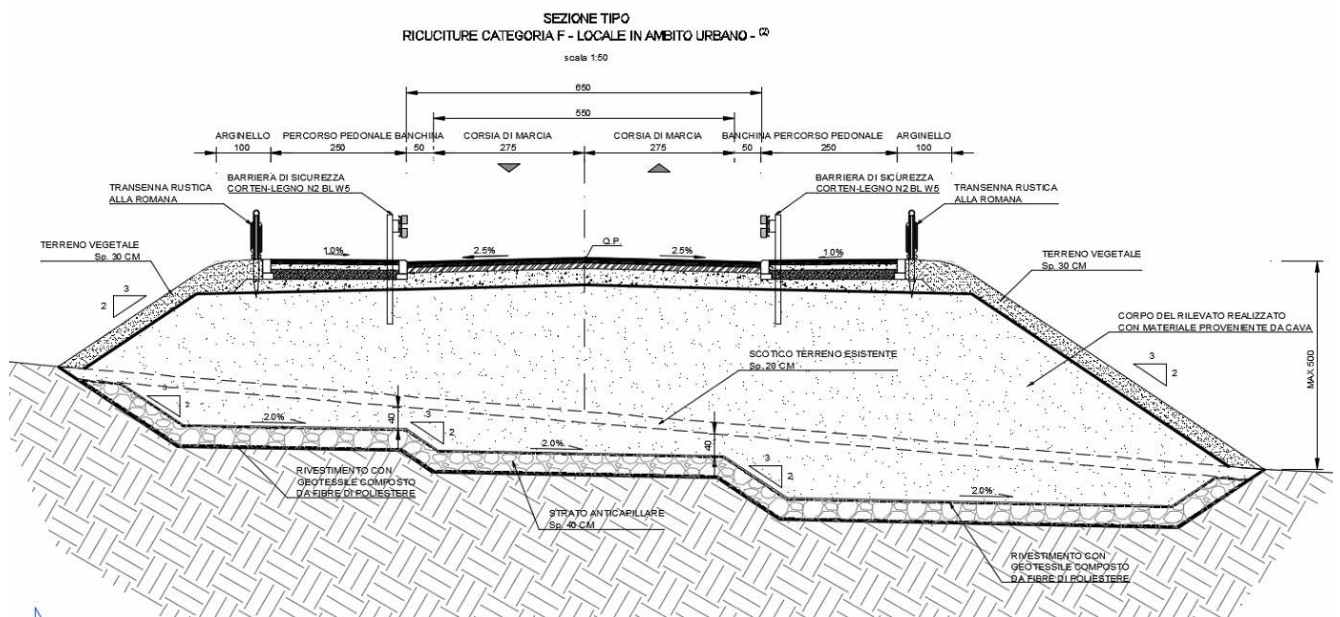 SEZIONE TIPO
RICUCITURE CATEGORIA F - LOCALE IN AMBITO URBANO - (2)
scala 1:50
650
550
ARGINELLO PERCORSO PEDONALE BANCHINA CORSIA DI MARCIA CORSIA DI MARCIA BANCHINA PERCORSO PEDONALE ARGINELLO
100 250 50 275 275 50 250 100
BARRIERA DI SICUREZZA
CORTEN-LEGNO N2 BL W5
BARRIERA DI SICUREZZA
CORTEN-LEGNO N2 BL W5
TRANSENNA RUSTICA
ALLA ROMANA
TRANSENNA RUSTICA
ALLA ROMANA
TERRENO VEGETALE
Sp. 30 CM
Q.P.
1.0% 2.5% 2.5% 1.0%
TERRENO VEGETALE
Sp. 30 CM
3
2
CORPO DEL RILEVATO REALIZZATO
CON MATERIALE PROVENIENTE DA CAVA
SCOTICO TERRENO ESISTENTE
Sp. 20 CM
3
2
MAX 500
3
2
2.0%
40
3
2
2.0%
40
3
2
2.0%
RIVESTIMENTO CON
GEOTESSILE COMPOSTO
DA FIBRE DI POLIESTERE
STRATO ANTICAPILLARE
Sp. 40 CM
RIVESTIMENTO CON
GEOTESSILE COMPOSTO
DA FIBRE DI POLIESTERE